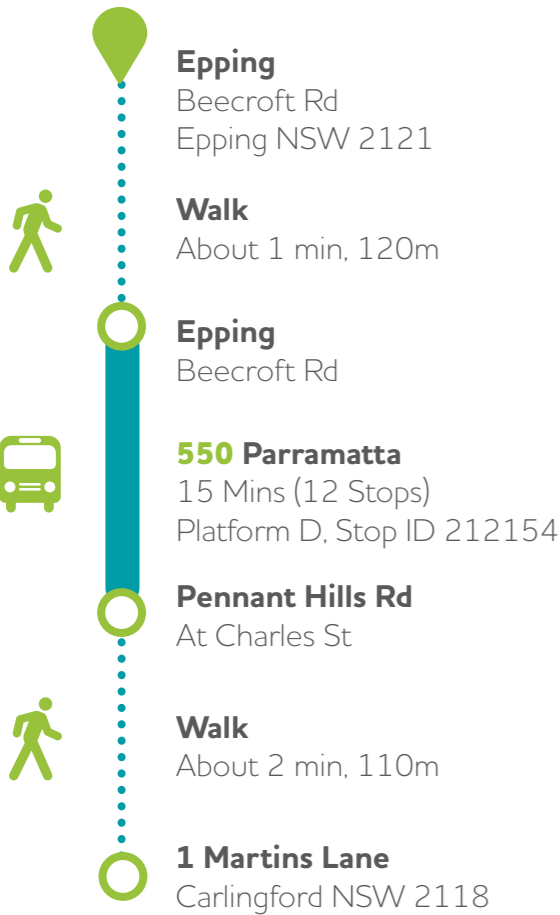 Epping
Beecroft Rd
Epping NSW 2121
Walk
About 1 min, 120m
Epping
Beecroft Rd
550 Parramatta
15 Mins (12 Stops)
Platform D, Stop ID 212154
Pennant Hills Rd
At Charles St
Walk
About 2 min, 110m
1 Martins Lane
Carlingford NSW 2118